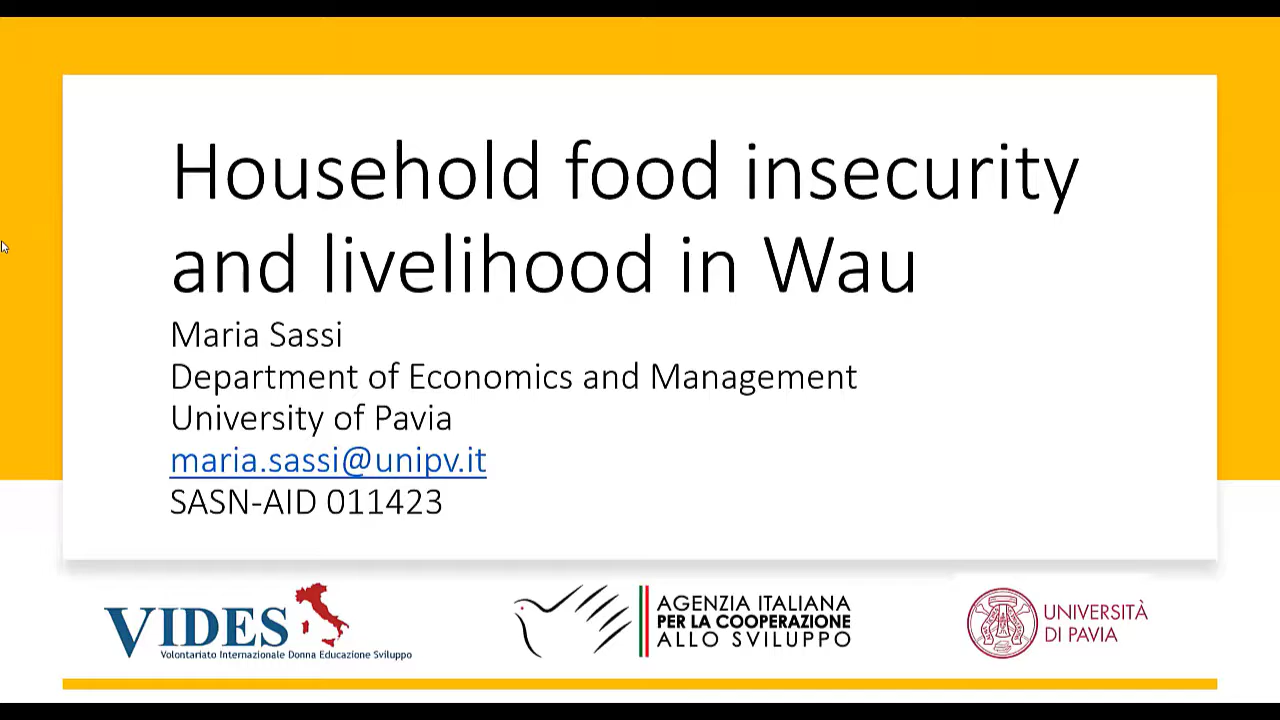 Household food insecurity
and livelihood in Wau
Maria Sassi
Department of Economics and Management
University of Pavia
maria.sassi@unipv.it
SASN-AID 011423
VIDES
Volontariato Internazionale Donna Educazione Sviluppo
AGENZIA ITALIANA
PER LA COOPERAZIONE
ALLO SVILUPPO
UNIVERSITÀ
DI PAVIA